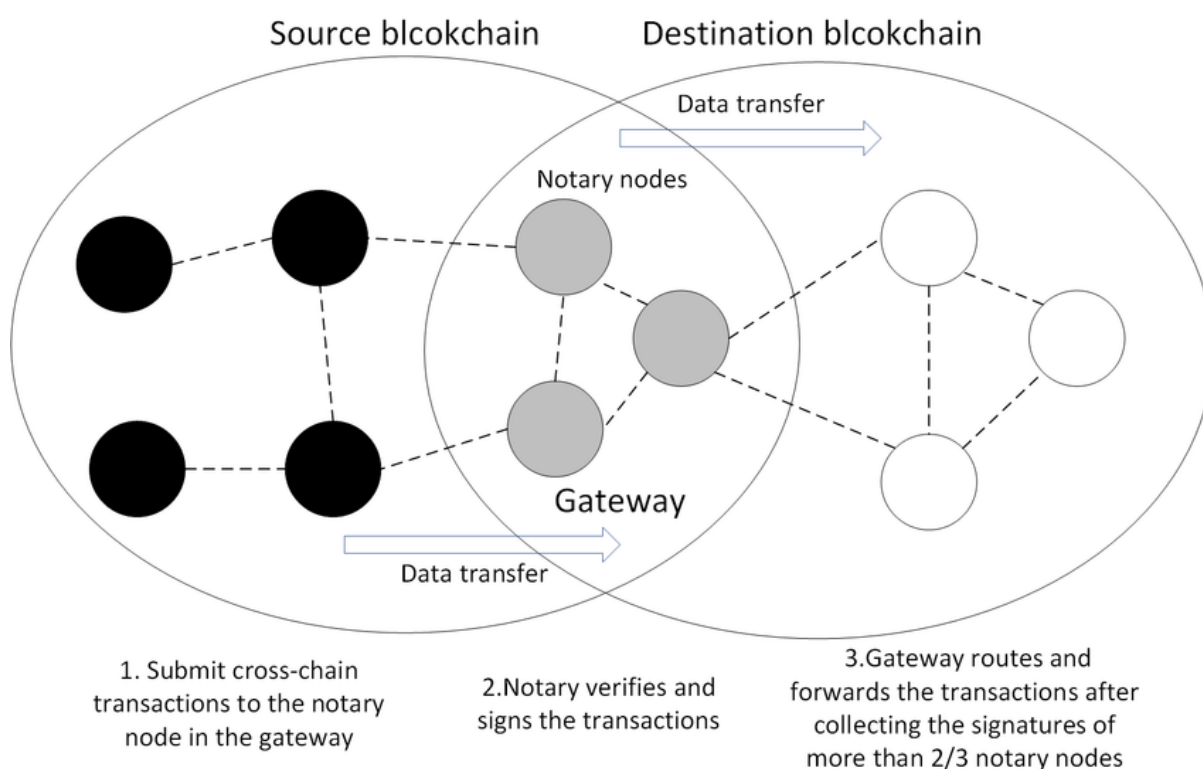 Source blcokchain
Destination blcokchain
Data transfer
Notary nodes
Gateway
Data transfer
1. Submit cross-chain
transactions to the notary
node in the gateway
2.Notary verifies and
signs the transactions
3.Gateway routes and
forwards the transactions after
collecting the signatures of
more than 2/3 notary nodes